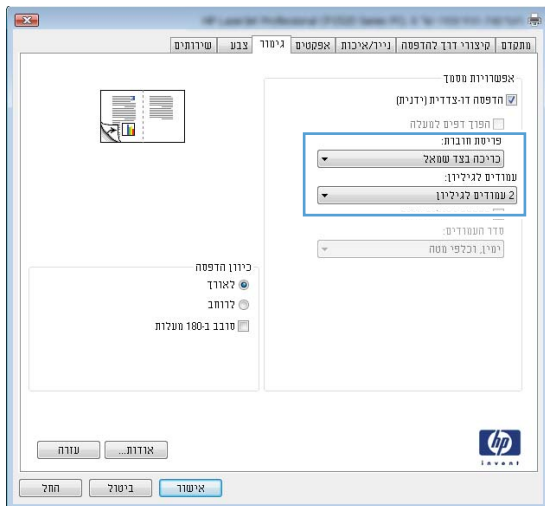 מתקדם קיצורי דרך להדפסה נייר/איכות אפקטים גימור צבע שירותים
אפשרויות מסמך
הדפסה דו-צדדית (ידנית)
הפוך דפים למעלה
פריסת חוברת:
כריכה בצד שמאל
עמודים לגיליון:
2 עמודים לגיליון
סדר העמודים:
ימין, וכלפי מטה
כיוון הדפסה
לאורך
לרוחב
סובב ב-180 מעלות
hp
invent
אודות... עזרה
אישור ביטול החל